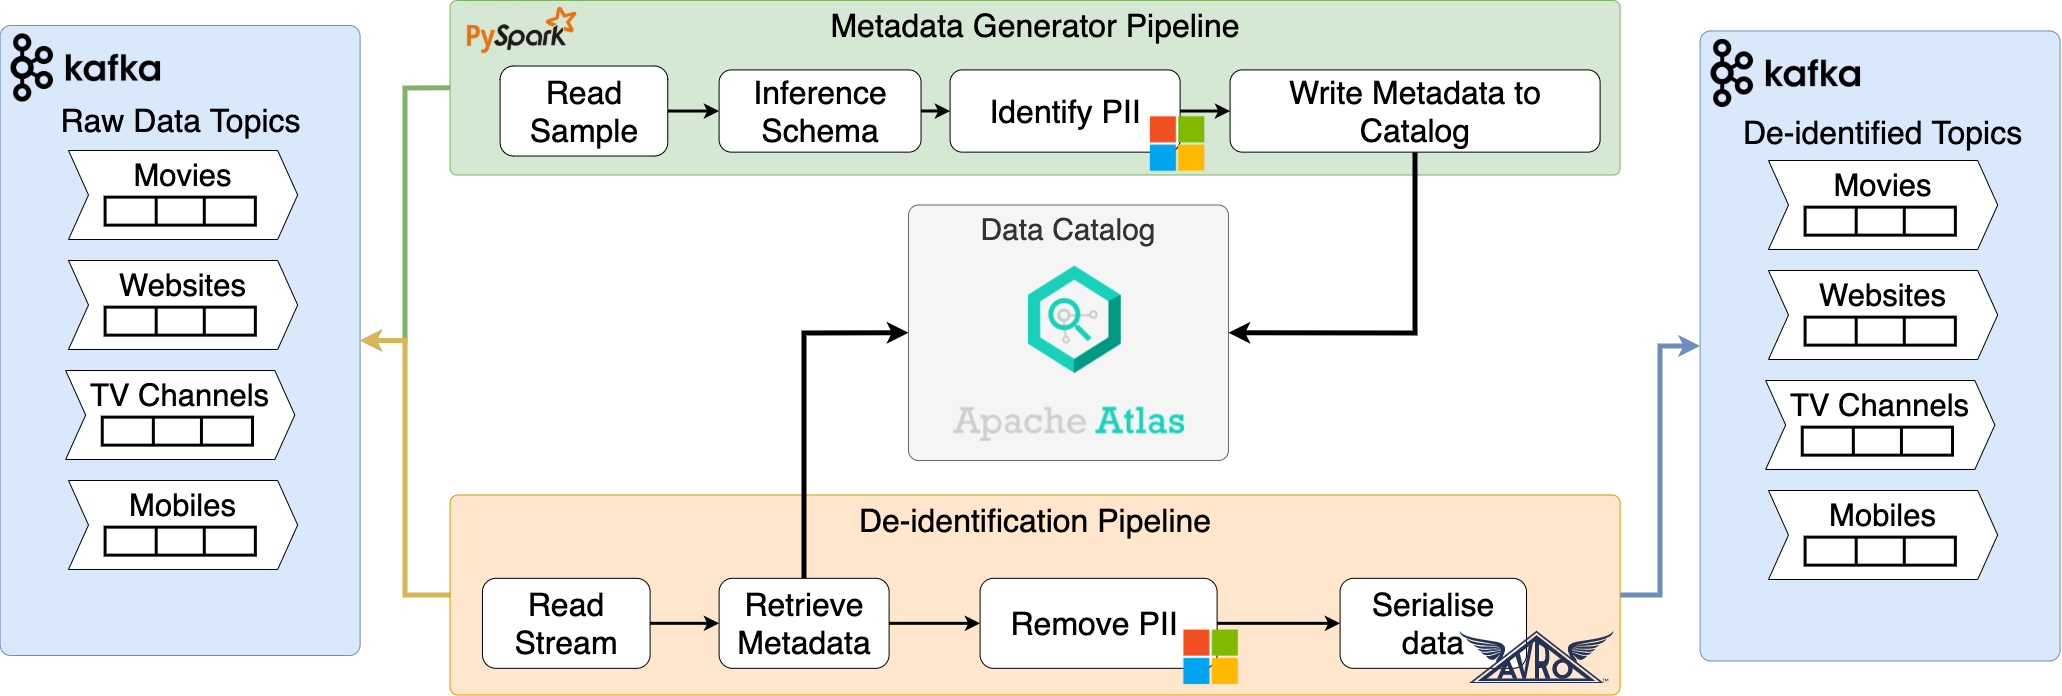 kafka
Raw Data Topics
Movies
Websites
TV Channels
Mobiles
PySpark
Metadata Generator Pipeline
Read
Sample
Inference
Schema
Identify PII
Write Metadata to
Catalog
Data Catalog
Apache Atlas
De-identification Pipeline
Read
Stream
Retrieve
Metadata
Remove PII
Serialise
data
AVRO
TM
kafka
De-identified Topics
Movies
Websites
TV Channels
Mobiles